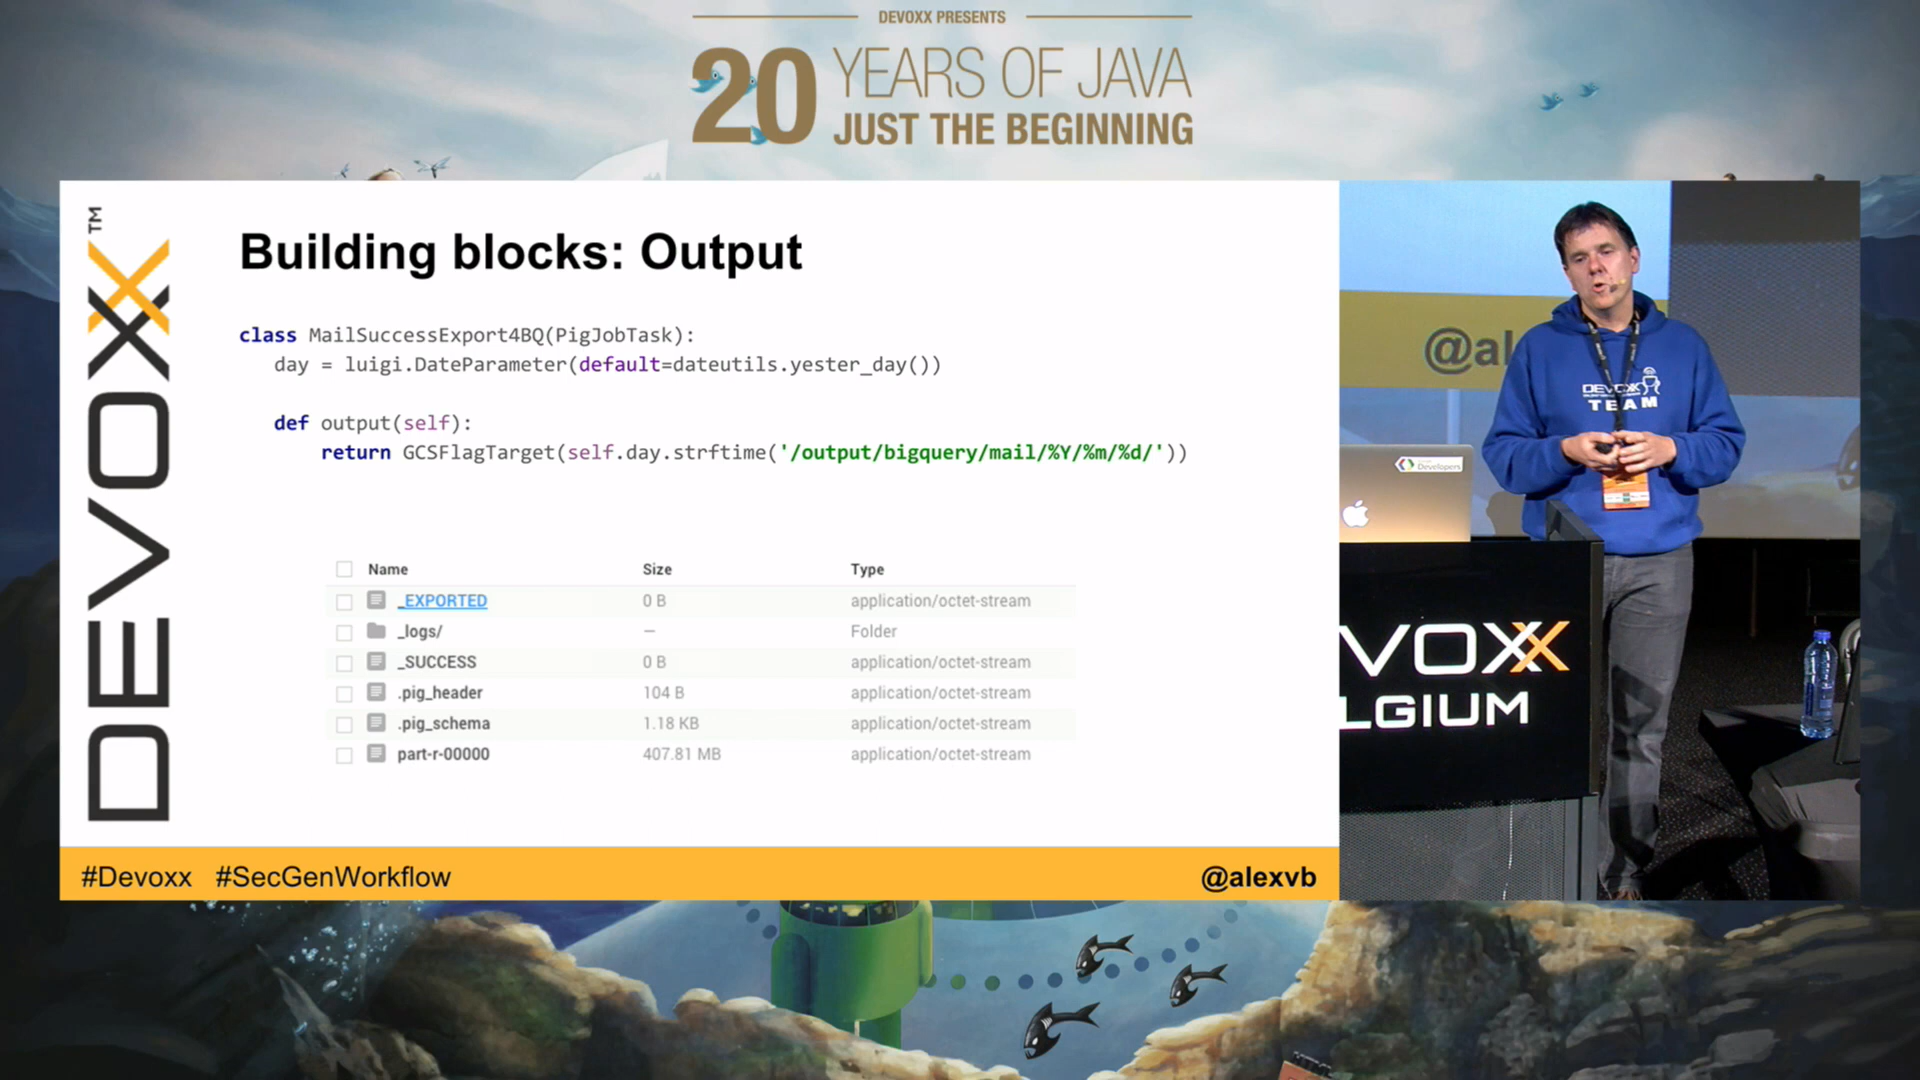 DEVOXX PRESENTS
20 YEARS OF JAVA
JUST THE BEGINNING
DEVOXX™
Building blocks: Output
class MailSuccessExport4BQ(PigJobTask):
day = luigi.DateParameter(default=dateutils.yester_day())
def output(self):
return GCSFlagTarget(self.day.strftime('/output/bigquery/mail/%Y/%m/%d/'))
Name Size Type
_EXPORTED 0 B application/octet-stream
_logs/ — Folder
_SUCCESS 0 B application/octet-stream
.pig_header 104 B application/octet-stream
.pig_schema 1.18 KB application/octet-stream
part-r-00000 407.81 MB application/octet-stream
#Devoxx #SecGenWorkflow
@alexvb
@al
DEVOXX
TEAM
Developers
VOXX
LGIUM